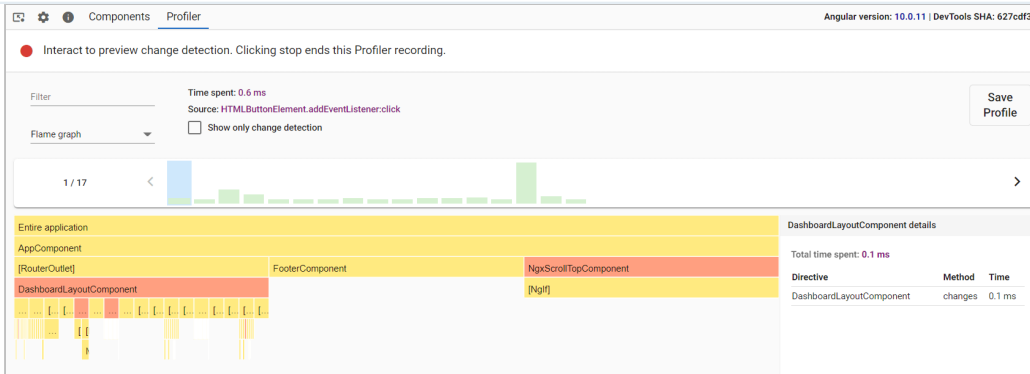 Components Profiler
Angular version: 10.0.11 | DevTools SHA: 627cdf3
Interact to preview change detection. Clicking stop ends this Profiler recording.
Filter
Time spent: 0.6 ms
Source: HTMLButtonElement.addEventListener:click
Show only change detection
Flame graph
Save
Profile
1 / 17
Entire application
AppComponent
[RouterOutlet] FooterComponent NgxScrollTopComponent
DashboardLayoutComponent [NgIf]
... ... [... [... ... [... ... [... [... [... [... [... ... [... [... [... [...
... [ [
DashboardLayoutComponent details
Total time spent: 0.1 ms
Directive Method Time
DashboardLayoutComponent changes 0.1 ms